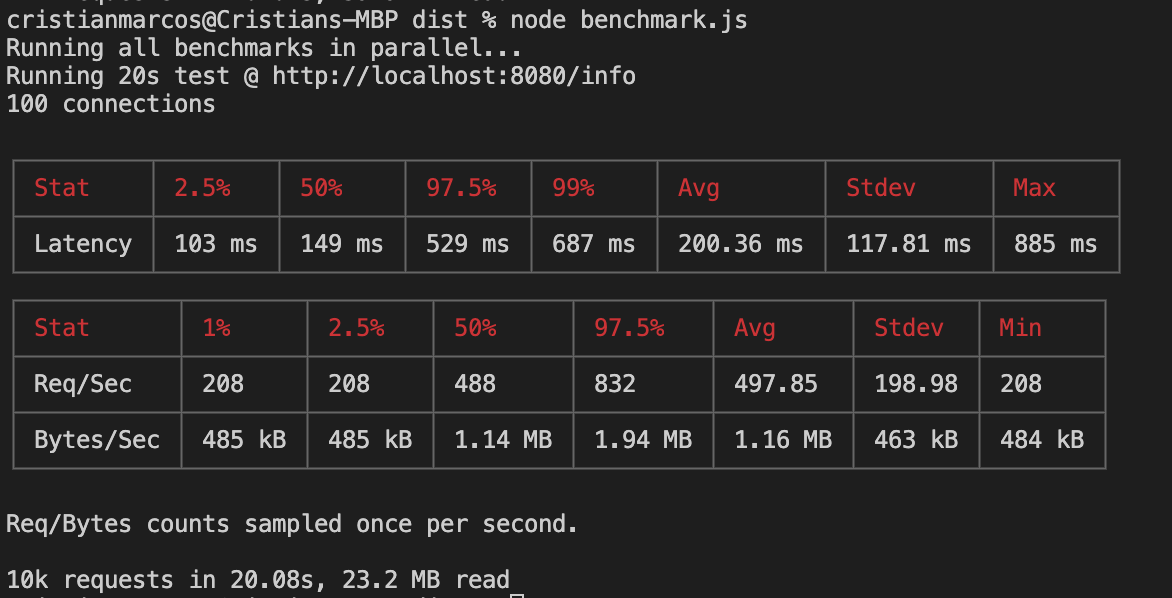 cristianmarcos@Cristians-MBP dist % node benchmark.js
Running all benchmarks in parallel...
Running 20s test @ http://localhost:8080/info
100 connections
Stat 2.5% 50% 97.5% 99% Avg Stdev Max
Latency 103 ms 149 ms 529 ms 687 ms 200.36 ms 117.81 ms 885 ms
Stat 1% 2.5% 50% 97.5% Avg Stdev Min
Req/Sec 208 208 488 832 497.85 198.98 208
Bytes/Sec 485 kB 485 kB 1.14 MB 1.94 MB 1.16 MB 463 kB 484 kB
Req/Bytes counts sampled once per second.
10k requests in 20.08s, 23.2 MB read